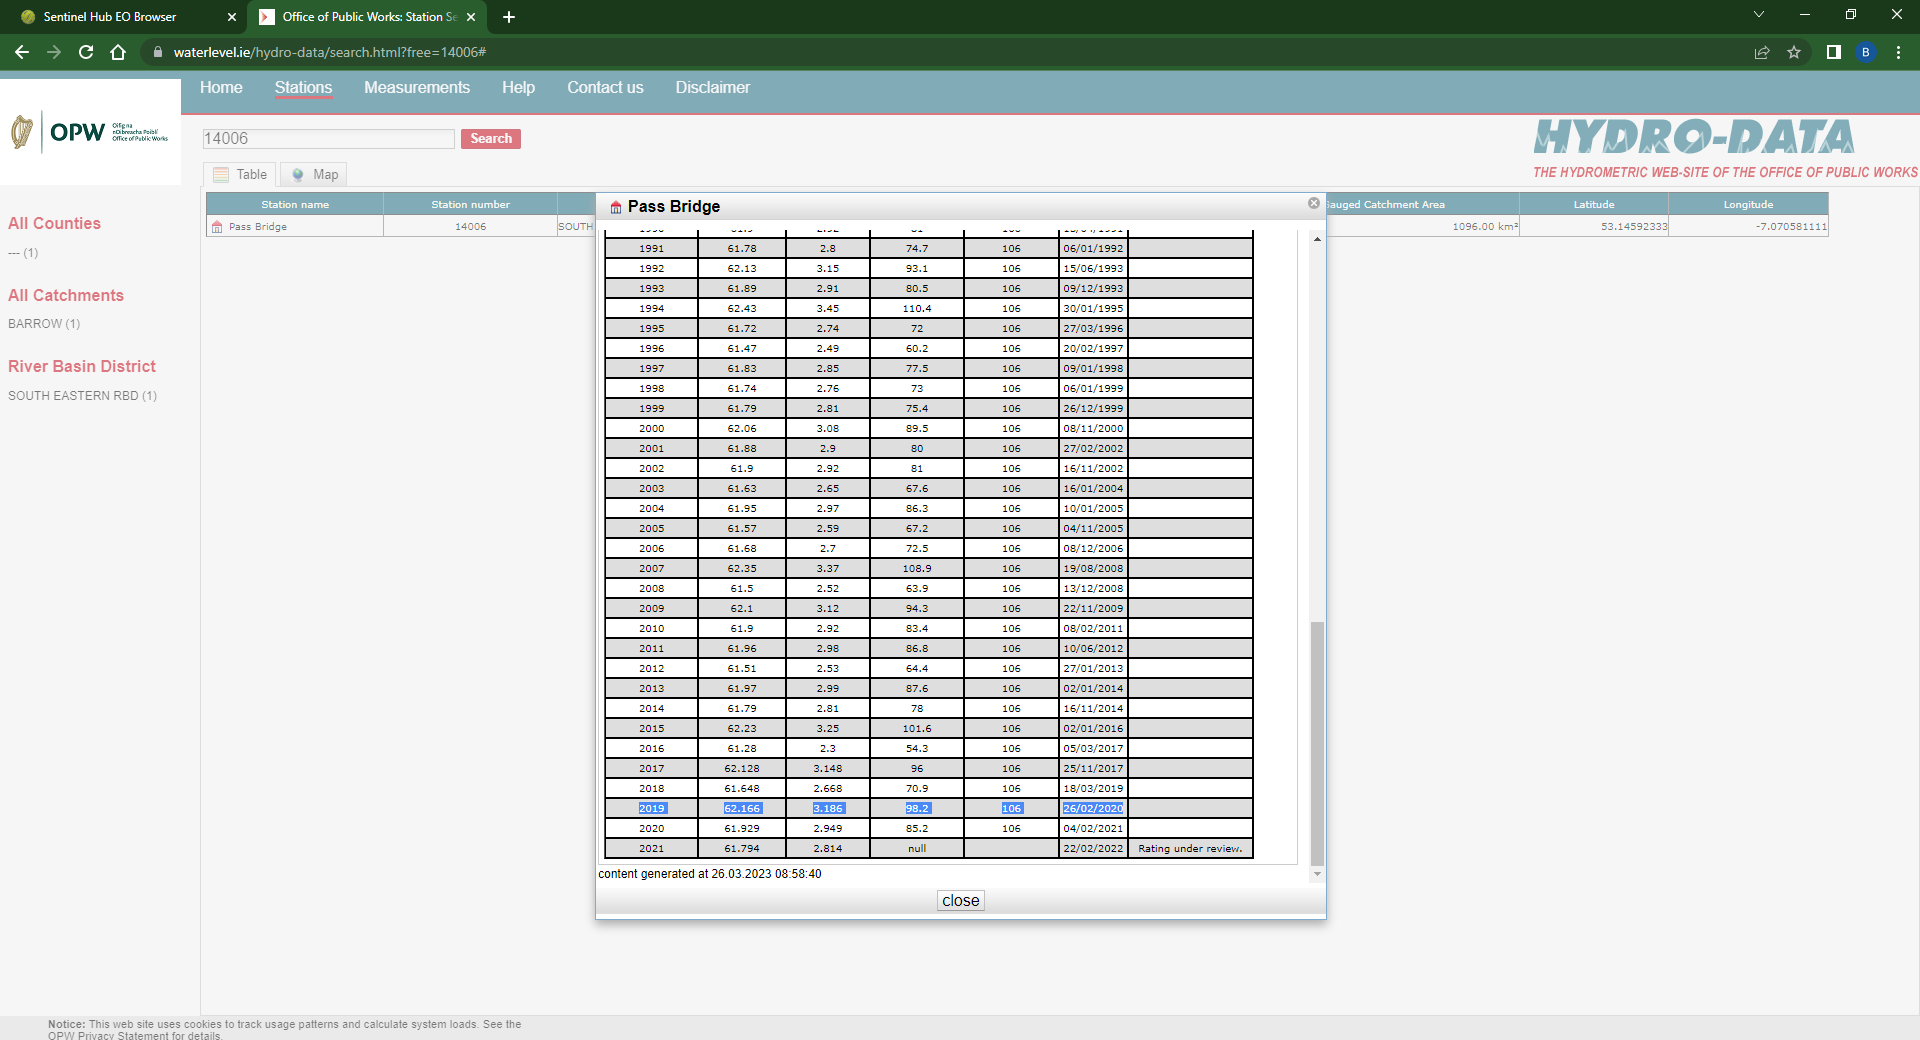 Sentinel Hub EO Browser
Office of Public Works: Station Se
waterlevel.ie/hydro-data/search.html?free=14006#
B
Home Stations Measurements Help Contact us Disclaimer
OPW
Oifig na
nOibreacha Poiblí
Office of Public Works
14006 Search
HYDRO-DATA
THE HYDROMETRIC WEB-SITE OF THE OFFICE OF PUBLIC WORKS
Table Map
All Counties
--- (1)
All Catchments
BARROW (1)
River Basin District
SOUTH EASTERN RBD (1)
Station name Station number Gauged Catchment Area Latitude Longitude
Pass Bridge 14006 SOUTH 1096.00 km² 53.14592333 -7.070581111
Pass Bridge
1991 61.78 2.8 74.7 106 06/01/1992
1992 62.13 3.15 93.1 106 15/06/1993
1993 61.89 2.91 80.5 106 09/12/1993
1994 62.43 3.45 110.4 106 30/01/1995
1995 61.72 2.74 72 106 27/03/1996
1996 61.47 2.49 60.2 106 20/02/1997
1997 61.83 2.85 77.5 106 09/01/1998
1998 61.74 2.76 73 106 06/01/1999
1999 61.79 2.81 75.4 106 26/12/1999
2000 62.06 3.08 89.5 106 08/11/2000
2001 61.88 2.9 80 106 27/02/2002
2002 61.9 2.92 81 106 16/11/2002
2003 61.63 2.65 67.6 106 16/01/2004
2004 61.95 2.97 86.3 106 10/01/2005
2005 61.57 2.59 67.2 106 04/11/2005
2006 61.68 2.7 72.5 106 08/12/2006
2007 62.35 3.37 108.9 106 19/08/2008
2008 61.5 2.52 63.9 106 13/12/2008
2009 62.1 3.12 94.3 106 22/11/2009
2010 61.9 2.92 83.4 106 08/02/2011
2011 61.96 2.98 86.8 106 10/06/2012
2012 61.51 2.53 64.4 106 27/01/2013
2013 61.97 2.99 87.6 106 02/01/2014
2014 61.79 2.81 78 106 16/11/2014
2015 62.23 3.25 101.6 106 02/01/2016
2016 61.28 2.3 54.3 106 05/03/2017
2017 62.128 3.148 96 106 25/11/2017
2018 61.648 2.668 70.9 106 18/03/2019
2019 62.166 3.186 98.2 106 26/02/2020
2020 61.929 2.949 85.2 106 04/02/2021
2021 61.794 2.814 null 22/02/2022 Rating under review.
content generated at 26.03.2023 08:58:40
close
Notice: This web site uses cookies to track usage patterns and calculate system loads. See the
OPW Privacy Statement for details.